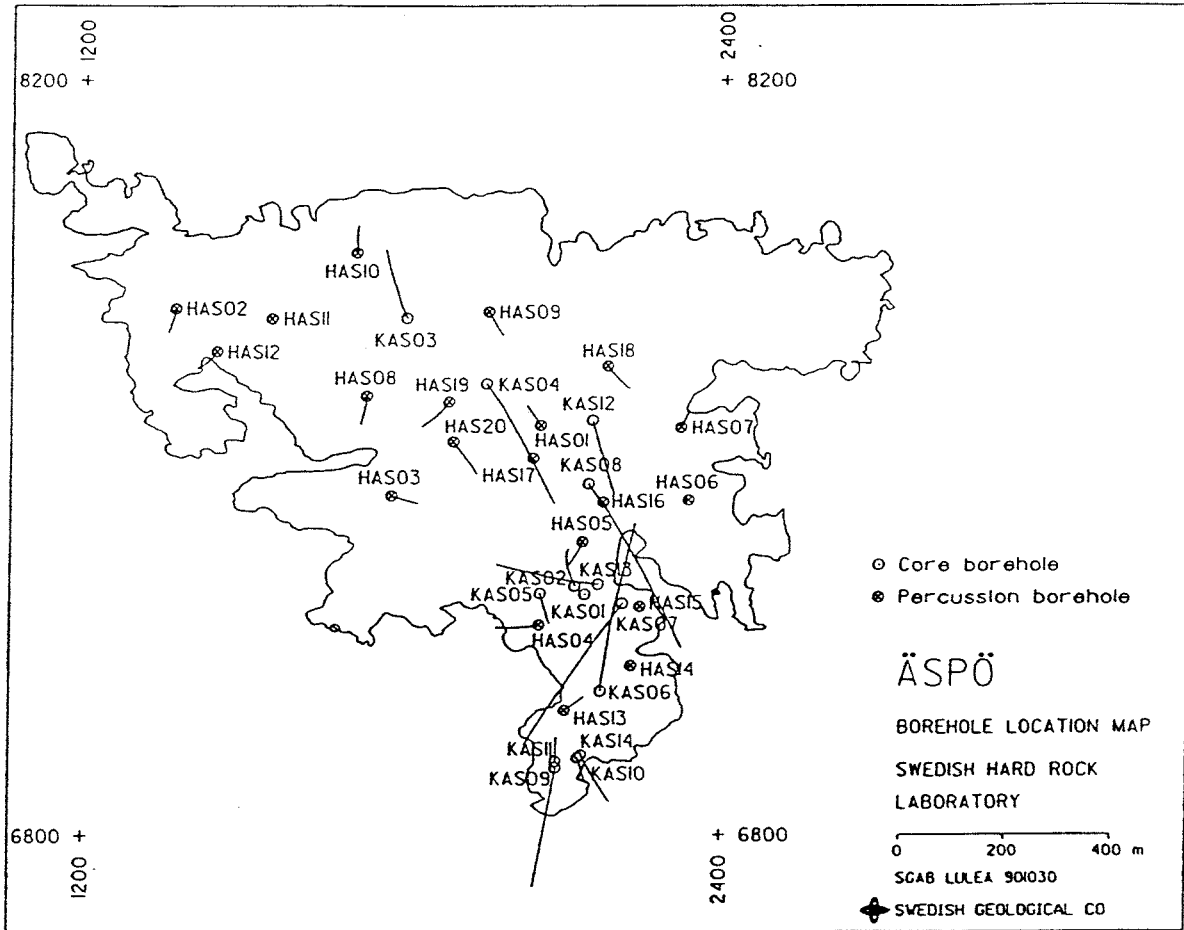 1200
2400
8200 +
+ 8200
HAS10
HAS02
HAS11
KAS03
HAS09
HAS12
HAS18
HAS08
HAS19
KAS04
KAS12
HAS20
HAS01
HAS07
HAS17
KAS08
HAS03
HAS16
HAS06
HAS05
KAS02
KAS13
KAS05
KAS01
HAS15
KAS07
HAS04
HAS14
KAS06
HAS13
KAS11
KAS14
KAS09
KAS10
Core borehole
Percussion borehole
ÄSPÖ
BOREHOLE LOCATION MAP
SWEDISH HARD ROCK
LABORATORY
0 200 400 m
SGAB LULEA 901030
SWEDISH GEOLOGICAL CO
6800 +
+ 6800
1200
2400